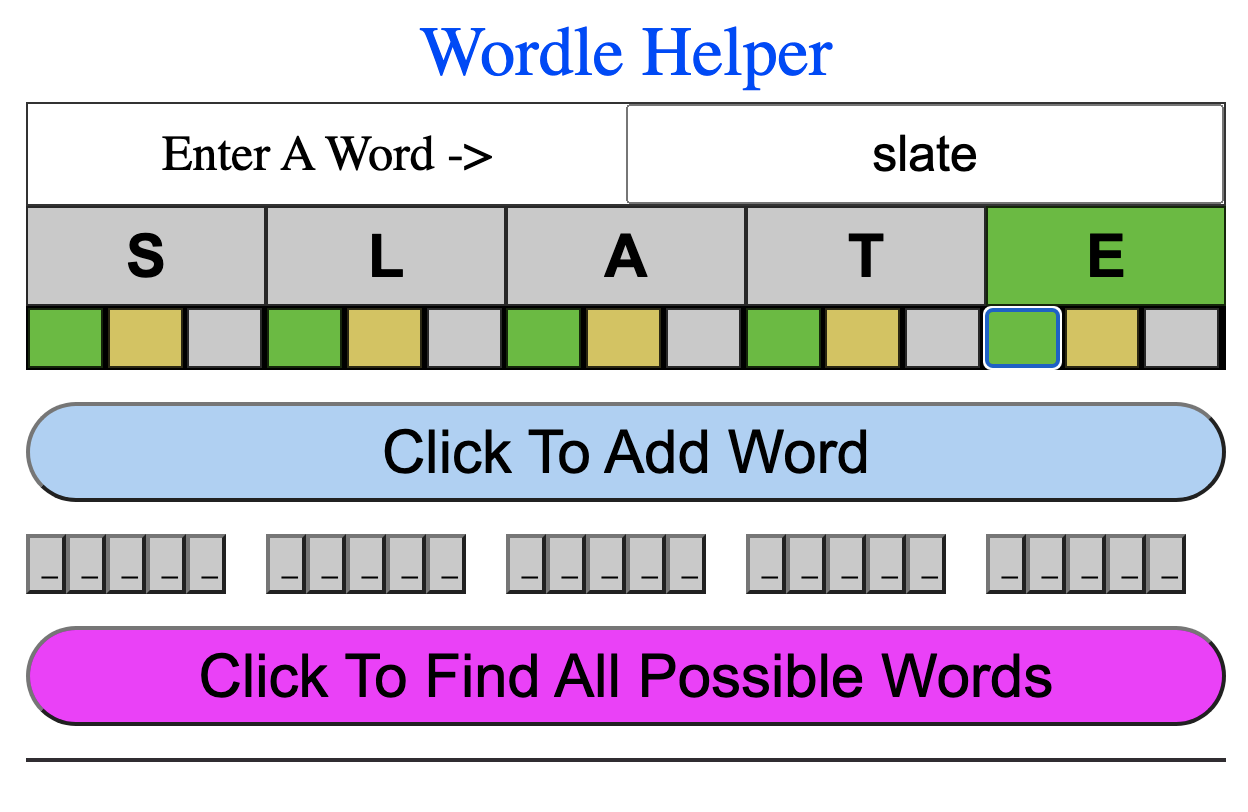 Wordle Helper
Enter A Word -> slate
S L A T E
Click To Add Word
_ _ _ _ _ _ _ _ _ _ _ _ _ _ _ _ _ _ _ _ _ _ _ _ _
Click To Find All Possible Words